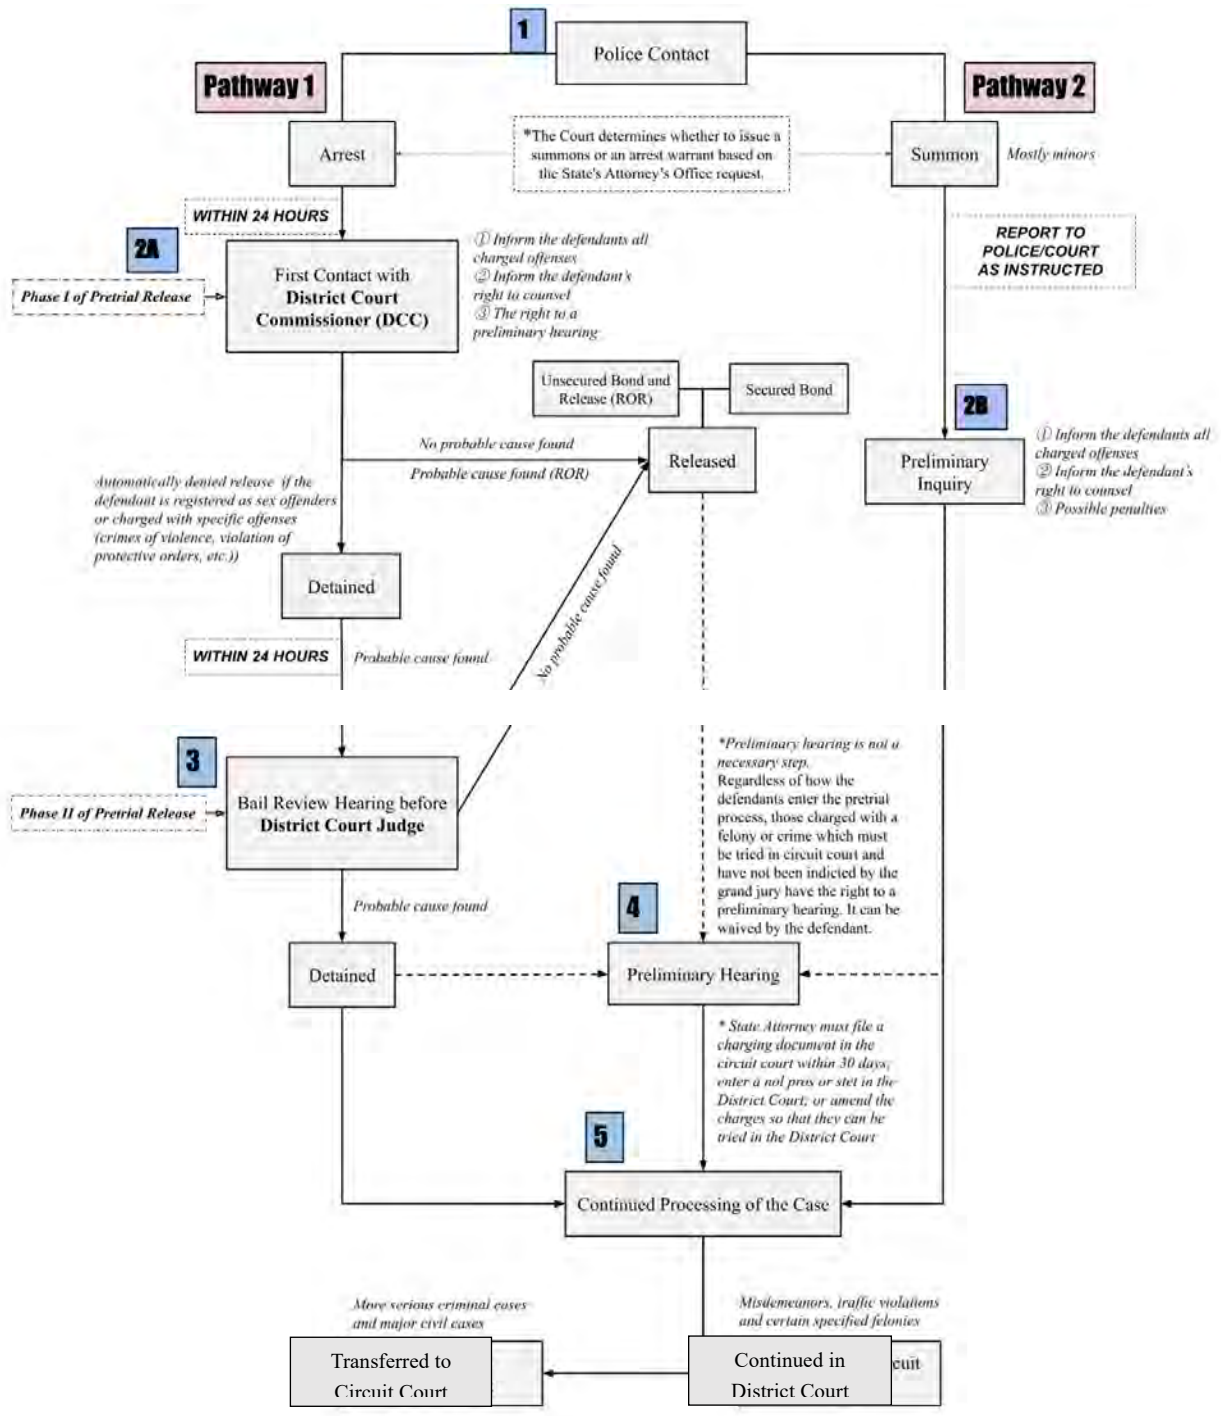 1
Police Contact
Pathway 1
Pathway 2
Arrest
*The Court determines whether to issue a
summons or an arrest warrant based on
the State's Attorney's Office request.
Summon
Mostly minors
WITHIN 24 HOURS
REPORT TO
POLICE/COURT
AS INSTRUCTED
2A
Phase I of Pretrial Release
First Contact with
District Court
Commissioner (DCC)
① Inform the defendants all
charged offenses
② Inform the defendant's
right to counsel
③ The right to a
preliminary hearing
Unsecured Bond and
Release (ROR)
Secured Bond
2B
No probable cause found
Probable cause found (ROR)
Released
Preliminary
Inquiry
① Inform the defendants all
charged offenses
② Inform the defendant's
right to counsel
③ Possible penalties
Automatically denied release if the
defendant is registered as sex offenders
or charged with specific offenses
(crimes of violence, violation of
protective orders, etc.))
Detained
No probable cause found
WITHIN 24 HOURS
Probable cause found
3
Phase II of Pretrial Release
Bail Review Hearing before
District Court Judge
*Preliminary hearing is not a
necessary step.
Regardless of how the
defendants enter the pretrial
process, those charged with a
felony or crime which must
be tried in circuit court and
have not been indicted by the
grand jury have the right to a
preliminary hearing. It can be
waived by the defendant.
Probable cause found
4
Detained
Preliminary Hearing
* State Attorney must file a
charging document in the
circuit court within 30 days,
enter a nol pros or stet in the
District Court; or amend the
charges so that they can be
tried in the District Court
5
Continued Processing of the Case
More serious criminal cases
and major civil cases
Misdemeanors, traffic violations
and certain specified felonies
Transferred to
Circuit Court
Continued in
District Court
cuit